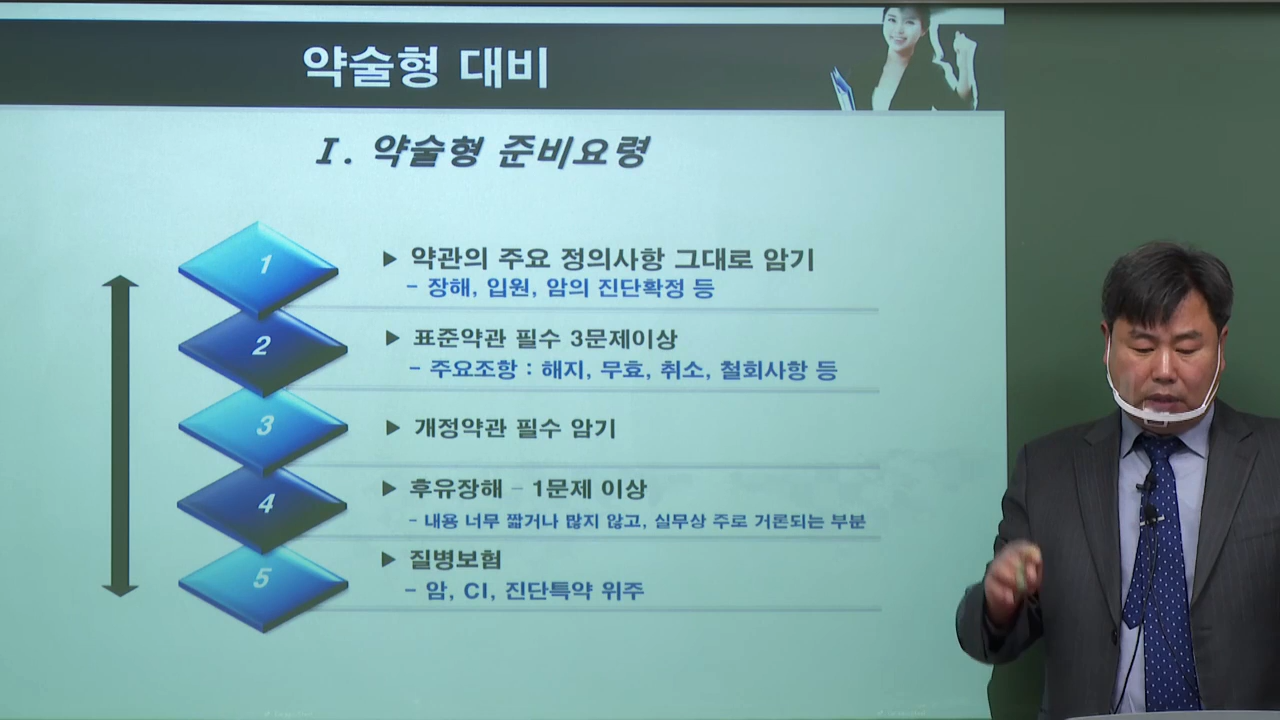 약술형 대비
I. 약술형 준비요령
1
▶ 약관의 주요 정의사항 그대로 암기
- 장해, 입원, 암의 진단확정 등
2
▶ 표준약관 필수 3문제이상
- 주요조항 : 해지, 무효, 취소, 철회사항 등
3
▶ 개정약관 필수 암기
4
▶ 후유장해 – 1문제 이상
- 내용 너무 짧거나 많지 않고, 실무상 주로 거론되는 부분
5
▶ 질병보험
- 암, CI, 진단특약 위주